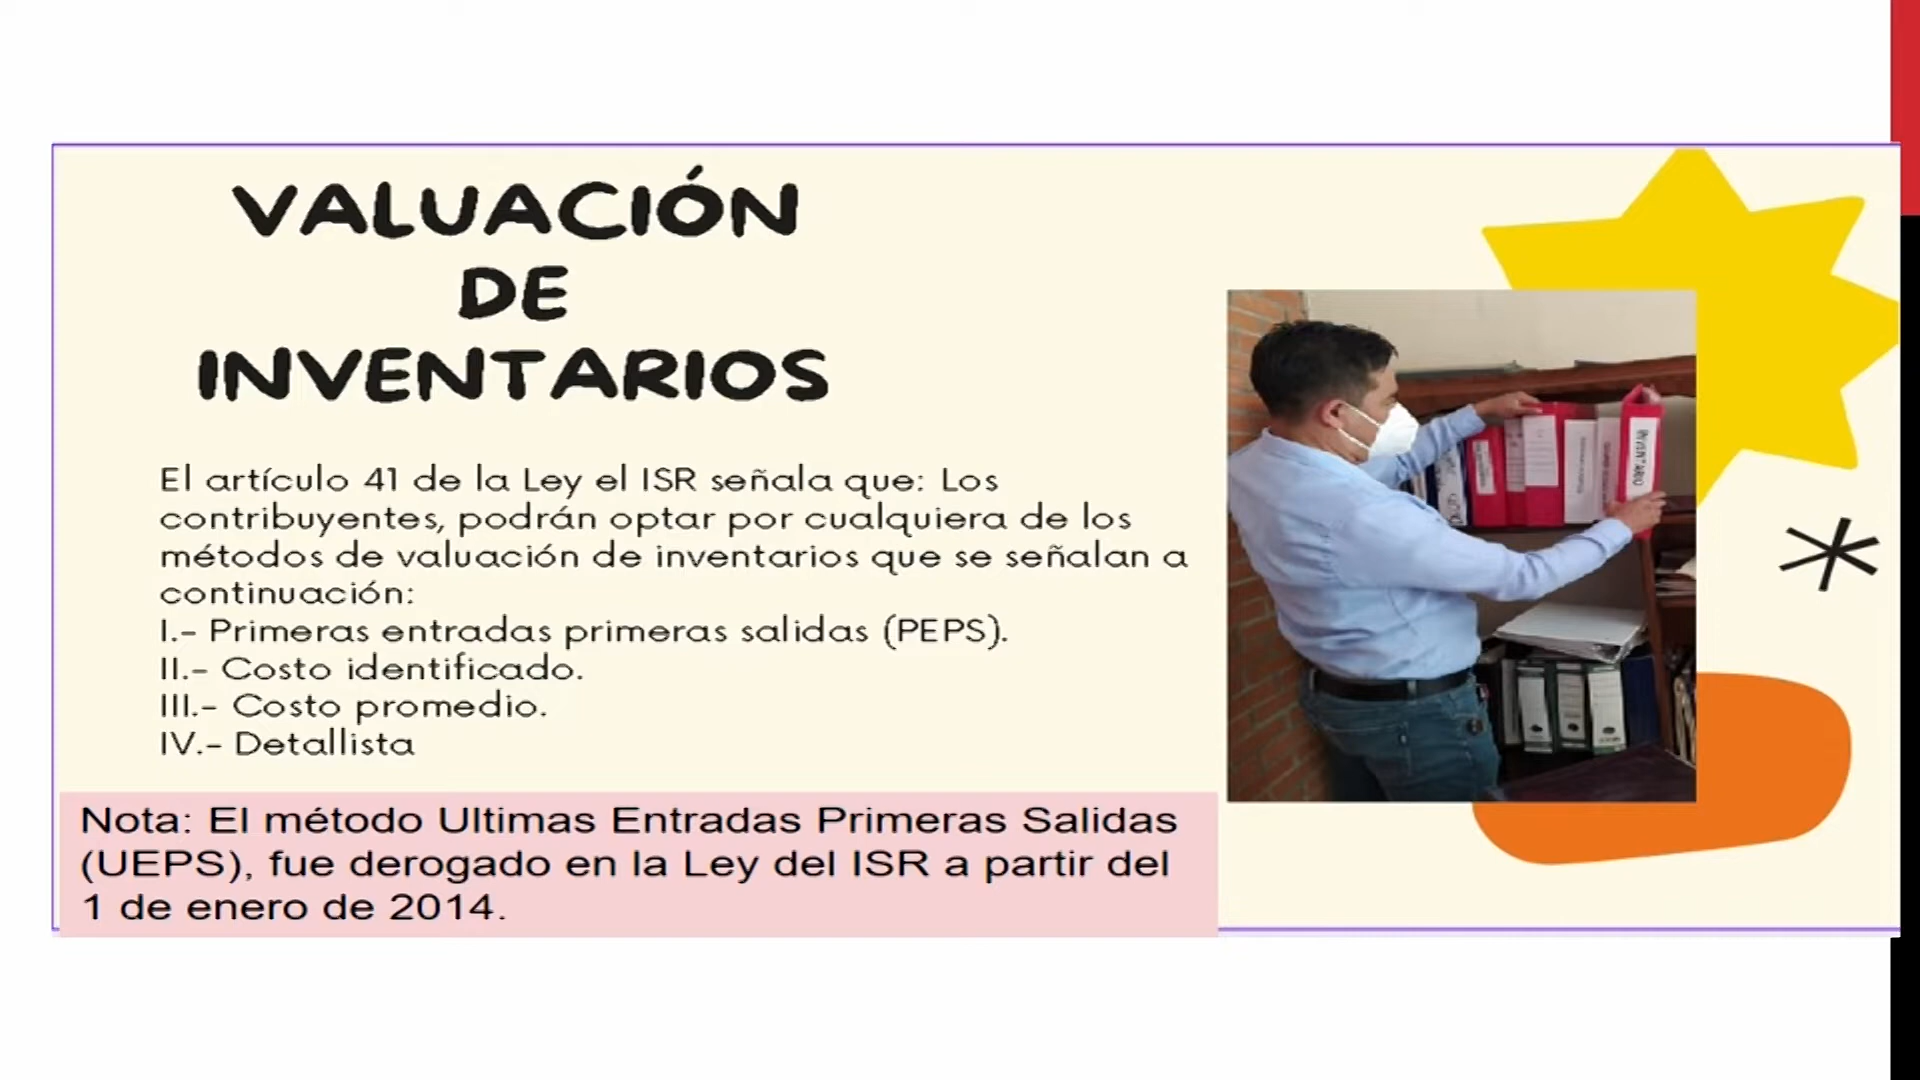 VALUACIÓN
DE
INVENTARIOS
El artículo 41 de la Ley el ISR señala que: Los
contribuyentes, podrán optar por cualquiera de los
métodos de valuación de inventarios que se señalan a
continuación:
I.- Primeras entradas primeras salidas (PEPS).
II.- Costo identificado.
III.- Costo promedio.
IV.- Detallista
Nota: El método Ultimas Entradas Primeras Salidas
(UEPS), fue derogado en la Ley del ISR a partir del
1 de enero de 2014.
INVENTARIO